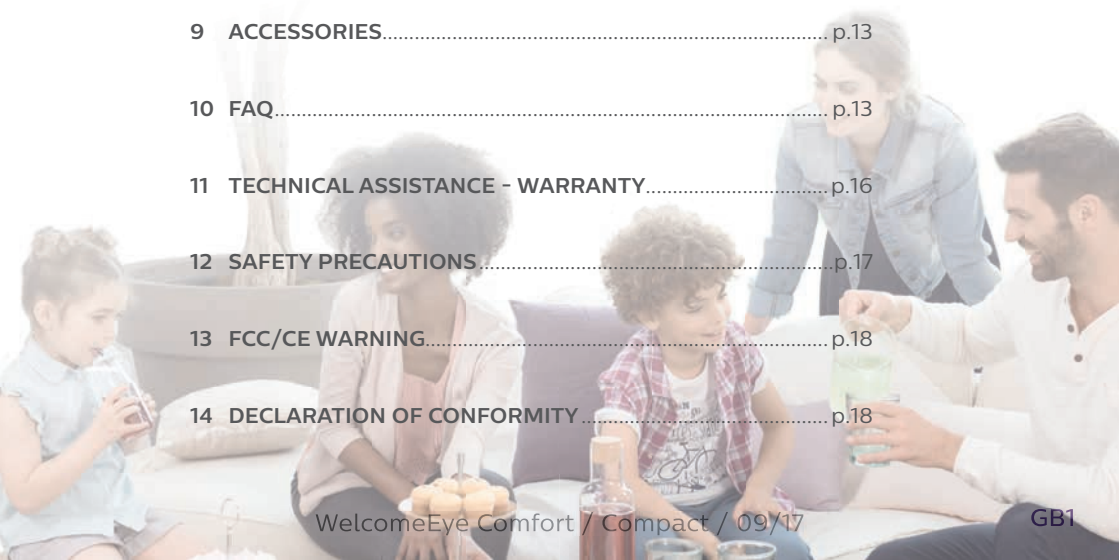 9 ACCESSORIES........................................................................................ p.13
10 FAQ............................................................................................................. p.13
11 TECHNICAL ASSISTANCE - WARRANTY.................................... p.16
12 SAFETY PRECAUTIONS......................................................................p.17
13 FCC/CE WARNING................................................................................ p.18
14 DECLARATION OF CONFORMITY................................................. p.18
WelcomeEye Comfort / Compact / 09/17
GB1